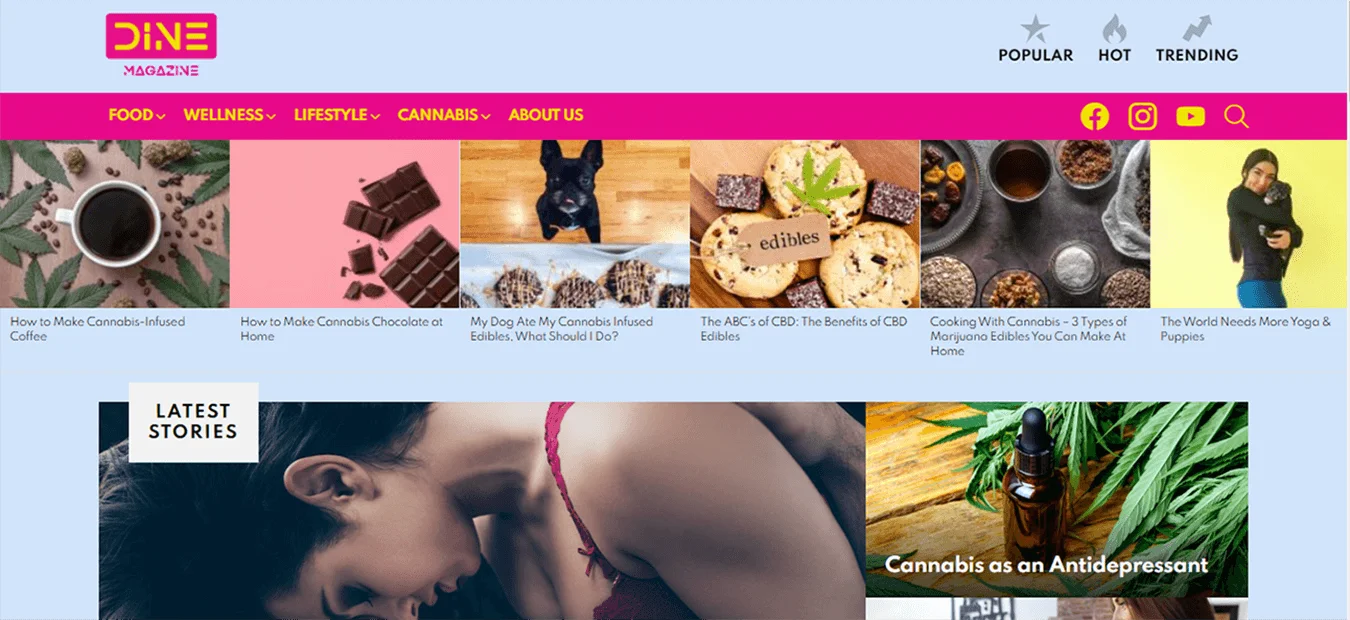 DINE
MAGAZINE
POPULAR
HOT
TRENDING
FOOD
WELLNESS
LIFESTYLE
CANNABIS
ABOUT US
edibles
How to Make Cannabis-Infused
Coffee
How to Make Cannabis Chocolate at
Home
My Dog Ate My Cannabis Infused
Edibles, What Should I Do?
The ABC's of CBD: The Benefits of CBD
Edibles
Cooking With Cannabis – 3 Types of
Marijuana Edibles You Can Make At
Home
The World Needs More Yoga &
Puppies
LATEST
STORIES
Cannabis as an Antidepressant